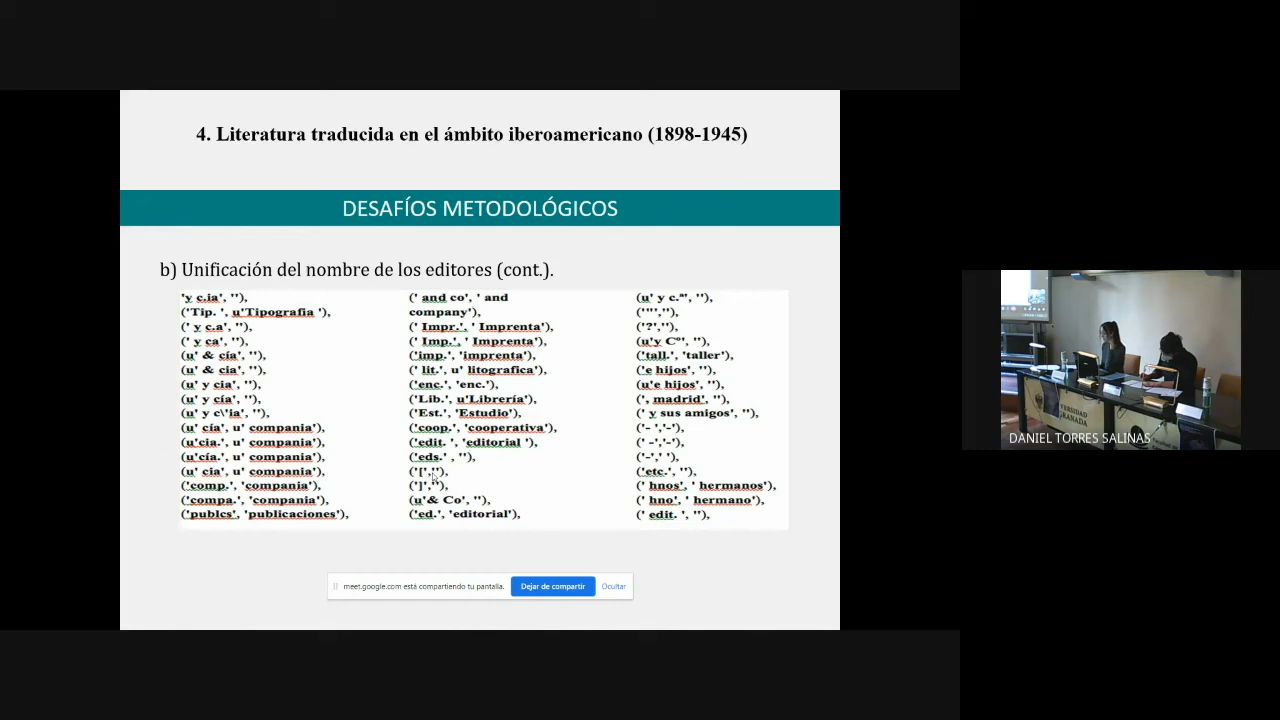 4. Literatura traducida en el ámbito iberoamericano (1898-1945)
DESAFÍOS METODOLÓGICOS
b) Unificación del nombre de los editores (cont.).
'y c.ia', ''),
('Tip. ', u'Tipografia '),
(' y c.a', ''),
(' y ca', ''),
(u' & cía', ''),
(u' & cia', ''),
(u' y cia', ''),
(u' y cía', ''),
(u' y c\'ia', ''),
(u' cía', u' compania'),
(u'cia.', u' compania'),
(u'cía.', u' compania'),
(u' cia', u' compania'),
('comp.', 'compania'),
('compa.', 'compania'),
('publcs', 'publicaciones'),
(' and co', ' and
company'),
(' Impr.', ' Imprenta'),
(' Imp.', ' Imprenta'),
('imp.', 'imprenta'),
(' lit.', u' litografica'),
('enc.', 'enc.'),
('Lib.', u'Librería'),
('Est.', 'Estudio'),
('coop.', 'cooperativa'),
('edit. ', 'editorial '),
('eds.' , ''),
('[',''),
(']',''),
(u'& Co', ''),
('ed.', 'editorial'),
(u' y c.ª', ''),
('"',''),
('?',''),
(u'y Cº', ''),
('tall.', 'taller'),
('e hijos', ''),
(u'e hijos', ''),
(', madrid', ''),
(' y sus amigos', ''),
('- ','-'),
(' -','-'),
('-',' '),
('etc.', ''),
(' hnos', ' hermanos'),
(' hno', ' hermano'),
(' edit. ', ''),
meet.google.com está compartiendo tu pantalla.
Dejar de compartir
Ocultar
DANIEL TORRES SALINAS